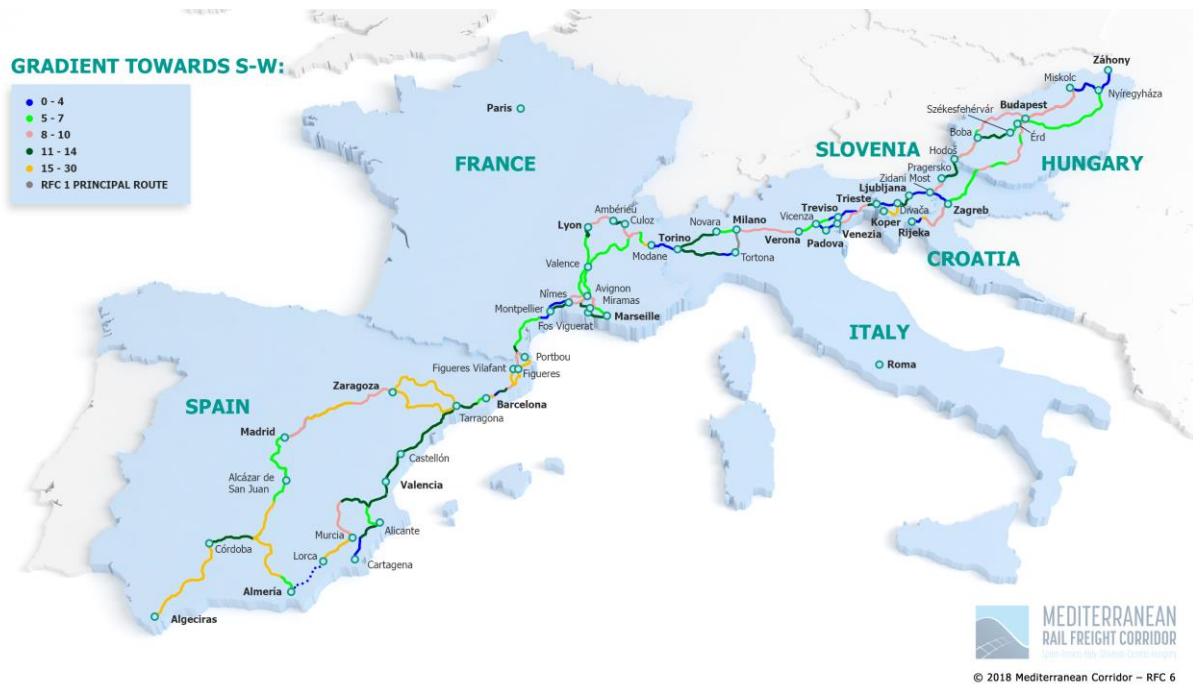 GRADIENT TOWARDS S-W:
0 - 4
5 - 7
8 - 10
11 - 14
15 - 30
RFC 1 PRINCIPAL ROUTE
Paris
FRANCE
SLOVENIA
HUNGARY
CROATIA
ITALY
SPAIN
Záhony
Miskolc
Nyíregyháza
Székesfehérvár
Budapest
Boba
Érd
Hodoš
Pragersko
Zidani Most
Ljubljana
Zagreb
Trieste
Divača
Koper
Rijeka
Treviso
Vicenza
Venezia
Padova
Verona
Milano
Novara
Torino
Tortona
Modane
Ambérieu
Culoz
Lyon
Valence
Avignon
Nîmes
Miramas
Montpellier
Marseille
Fos Viguerat
Portbou
Figueres Vilafant
Figueres
Zaragoza
Barcelona
Tarragona
Madrid
Castellón
Alcázar de
San Juan
Valencia
Murcia
Alicante
Córdoba
Lorca
Cartagena
Almería
Algeciras
Roma
MEDITERRANEAN
RAIL FREIGHT CORRIDOR
© 2018 Mediterranean Corridor – RFC 6